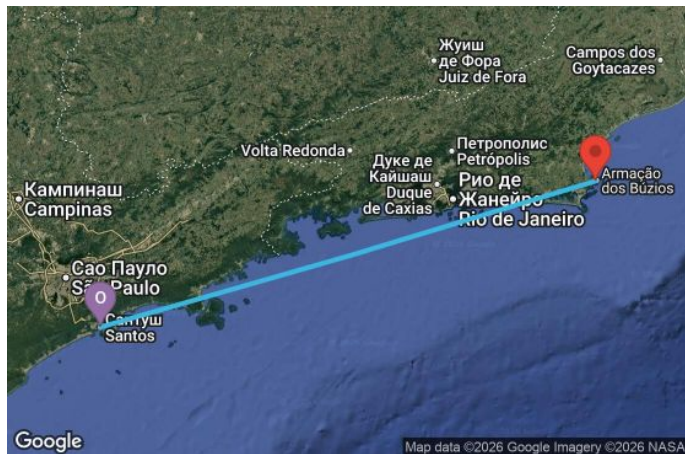 Жуиш
де Фора
Juiz de Fora
Campos dos
Goytacazes
Volta Redonda
Петрополис
Petrópolis
Дуке де
Кайшаш
Duque
de Caxias
Рио де
Жанейро
Rio de Janeiro
Armação
dos Búzios
Кампинаш
Campinas
Сао Пауло
São Paulo
O
Сантуш
Santos
Google
Map data ©2026 Google Imagery ©2026 NASA